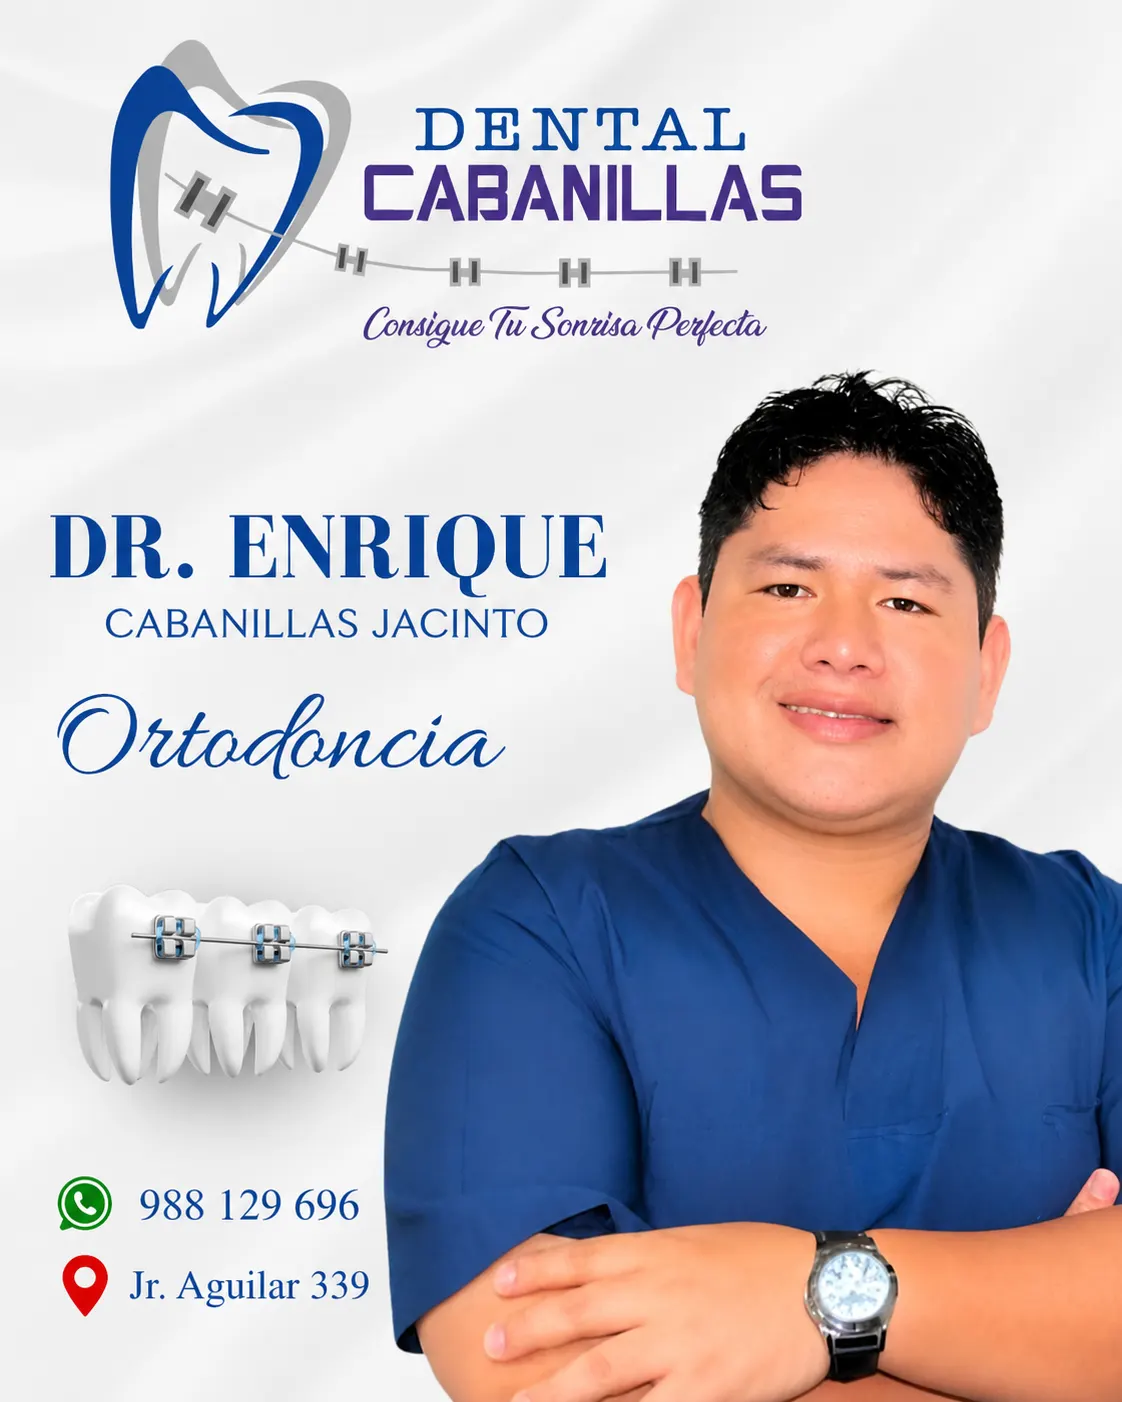 DENTAL
CABANILLAS
Consigue Tu Sonrisa Perfecta
DR. ENRIQUE
CABANILLAS JACINTO
Ortodoncia
988 129 696
Jr. Aguilar 339